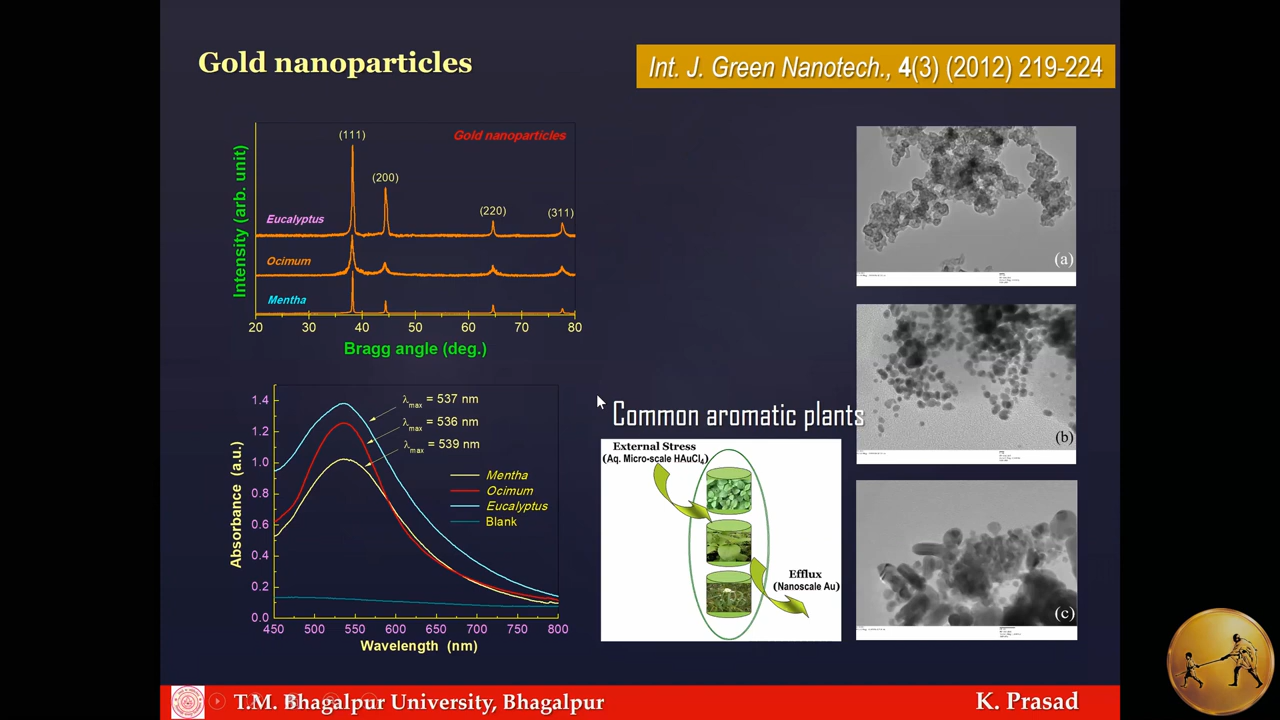 Gold nanoparticles
Int. J. Green Nanotech., 4(3) (2012) 219-224
Intensity (arb. unit)
(111)
Gold nanoparticles
(200)
(220)
(311)
Eucalyptus
Ocimum
Mentha
20 30 40 50 60 70 80
Bragg angle (deg.)
Absorbance (a.u.)
1.4
1.2
1.0
0.8
0.6
0.4
0.2
0.0
λmax = 537 nm
λmax = 536 nm
λmax = 539 nm
Mentha
Ocimum
Eucalyptus
Blank
450 500 550 600 650 700 750 800
Wavelength (nm)
Common aromatic plants
External Stress
(Aq. Micro-scale HAuCl4)
Efflux
(Nanoscale Au)
(a)
(b)
(c)
T.M. Bhagalpur University, Bhagalpur
K. Prasad